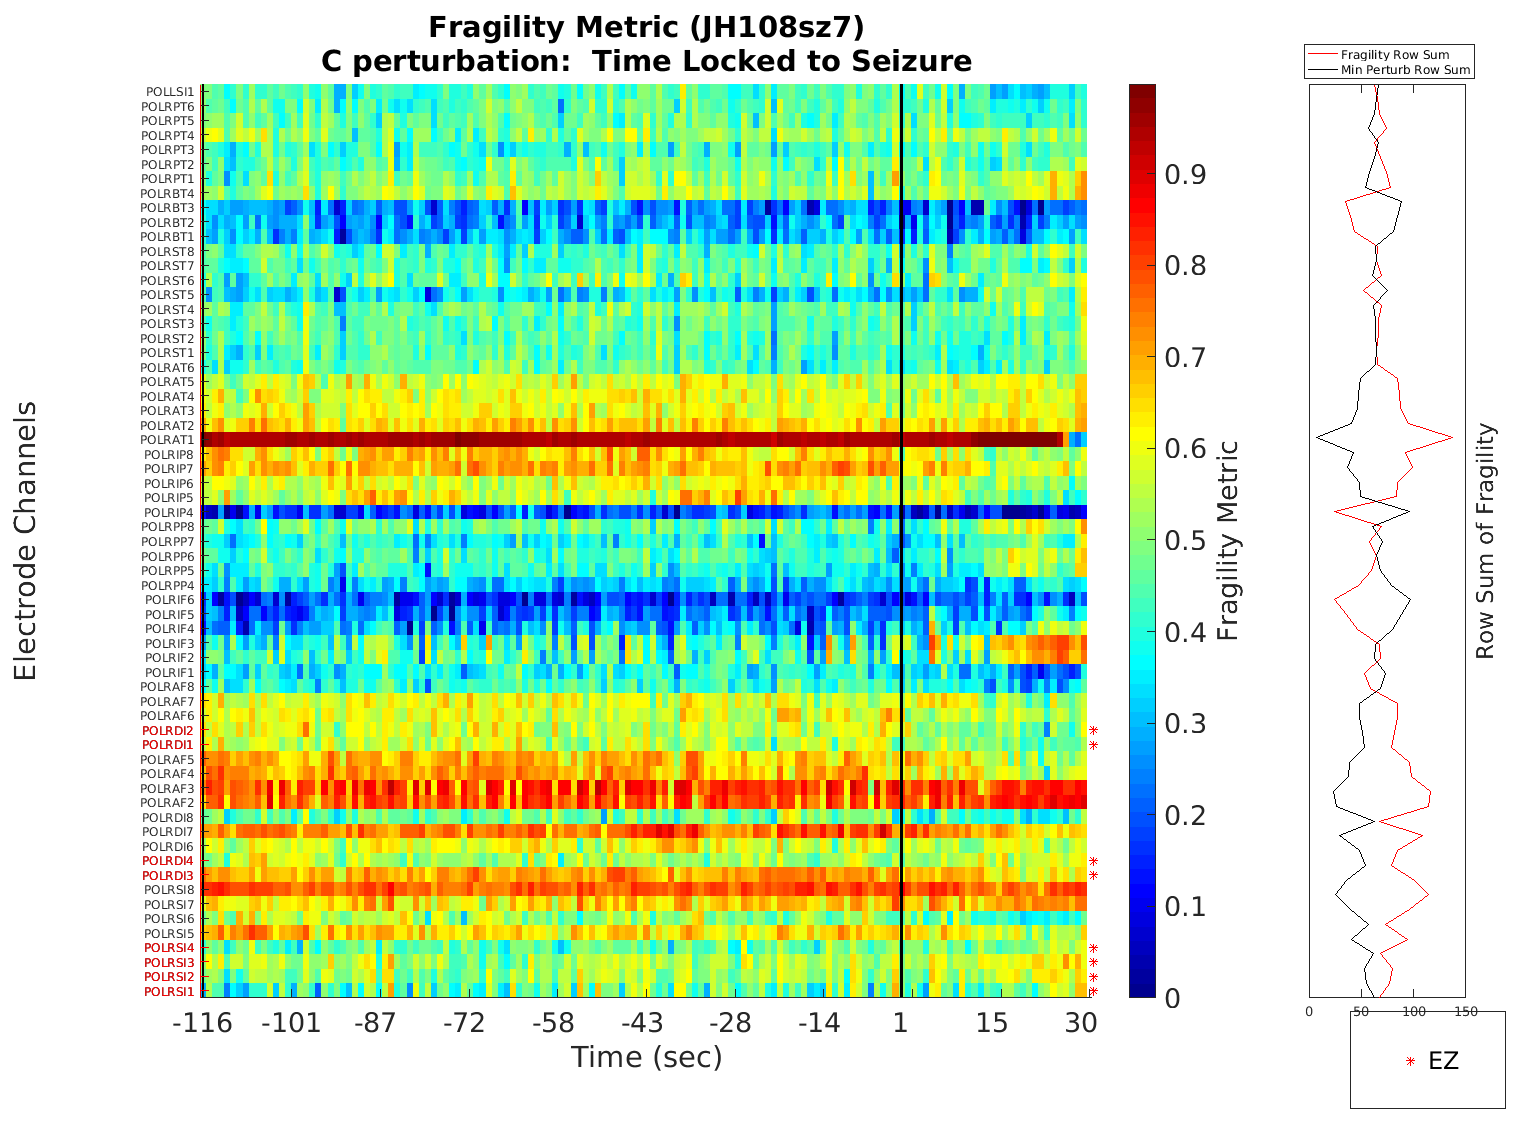 Fragility Metric (JH108sz7)
C perturbation:  Time Locked to Seizure
Fragility Row Sum
Min Perturb Row Sum
Electrode Channels
POLLSI1
POLRPT6
POLRPT5
POLRPT4
POLRPT3
POLRPT2
POLRPT1
POLRBT4
POLRBT3
POLRBT2
POLRBT1
POLRST8
POLRST7
POLRST6
POLRST5
POLRST4
POLRST3
POLRST2
POLRST1
POLRAT6
POLRAT5
POLRAT4
POLRAT3
POLRAT2
POLRAT1
POLRIP8
POLRIP7
POLRIP6
POLRIP5
POLRIP4
POLRPP8
POLRPP7
POLRPP6
POLRPP5
POLRPP4
POLRIF6
POLRIF5
POLRIF4
POLRIF3
POLRIF2
POLRIF1
POLRAF8
POLRAF7
POLRAF6
POLRDI2
POLRDI1
POLRAF5
POLRAF4
POLRAF3
POLRAF2
POLRDI8
POLRDI7
POLRDI6
POLRDI4
POLRDI3
POLRSI8
POLRSI7
POLRSI6
POLRSI5
POLRSI4
POLRSI3
POLRSI2
POLRSI1
-116 -101 -87 -72 -58 -43 -28 -14 1 15 30
Time (sec)
0.9
0.8
0.7
0.6
0.5
0.4
0.3
0.2
0.1
0
Fragility Metric
0 50 100 150
Row Sum of Fragility
EZ